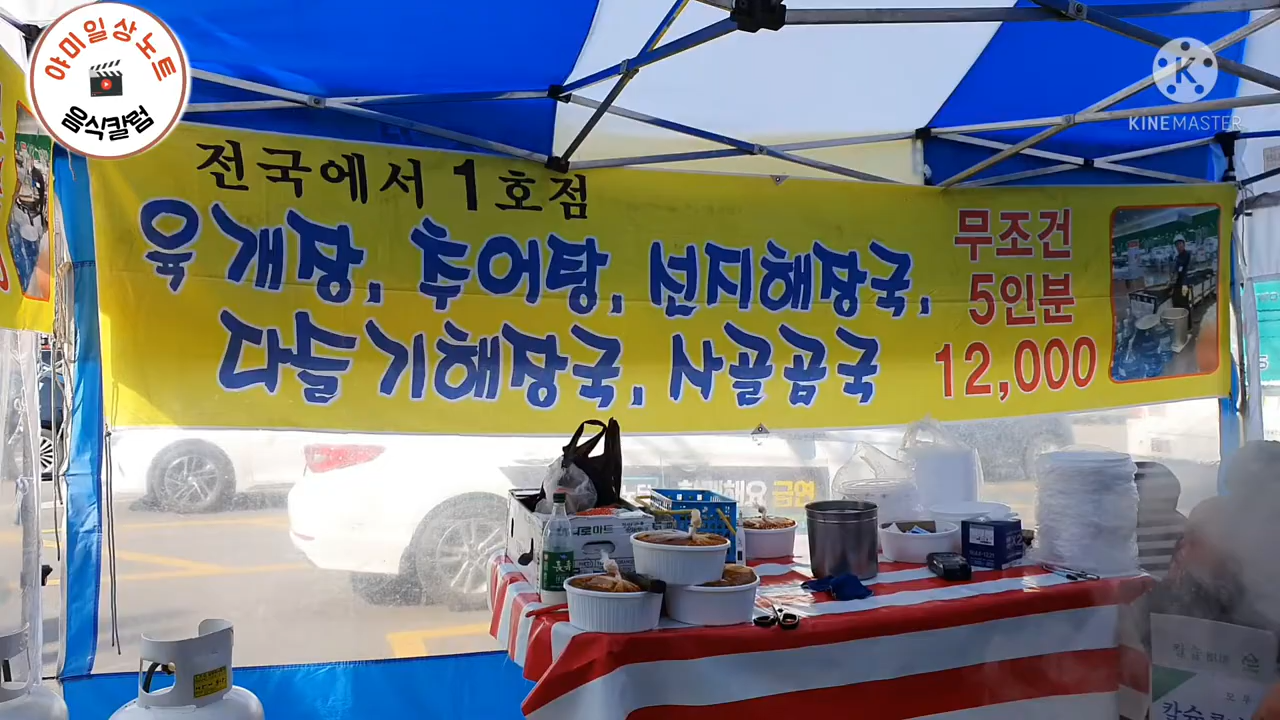 야미일상노트
음식칼럼
KINEMASTER
전국에서 1호점
육개장, 추어탕, 선지해장국,
다슬기해장국, 사골곰국
무조건
5인분
12,000
금연